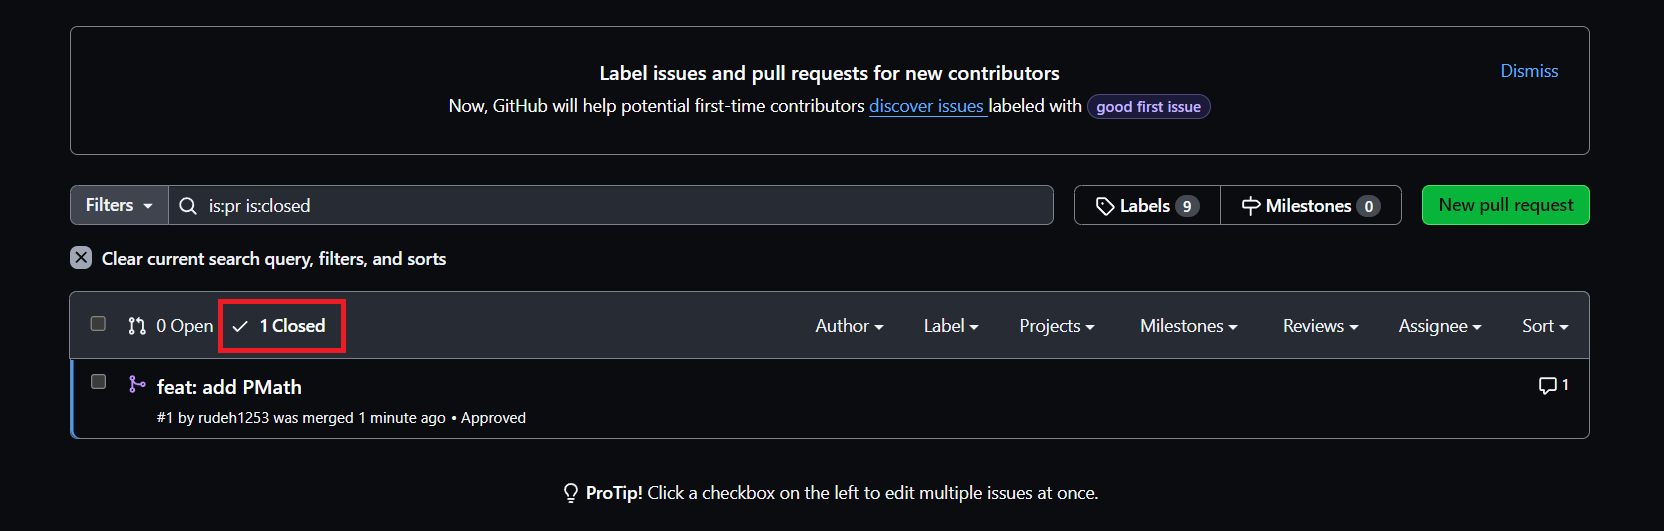 Label issues and pull requests for new contributors
Dismiss
Now, GitHub will help potential first-time contributors discover issues labeled with good first issue
Filters is:pr is:closed Labels 9 Milestones 0 New pull request
Clear current search query, filters, and sorts
0 Open 1 Closed Author Label Projects Milestones Reviews Assignee Sort
feat: add PMath 1
#1 by rudeh1253 was merged 1 minute ago • Approved
ProTip! Click a checkbox on the left to edit multiple issues at once.